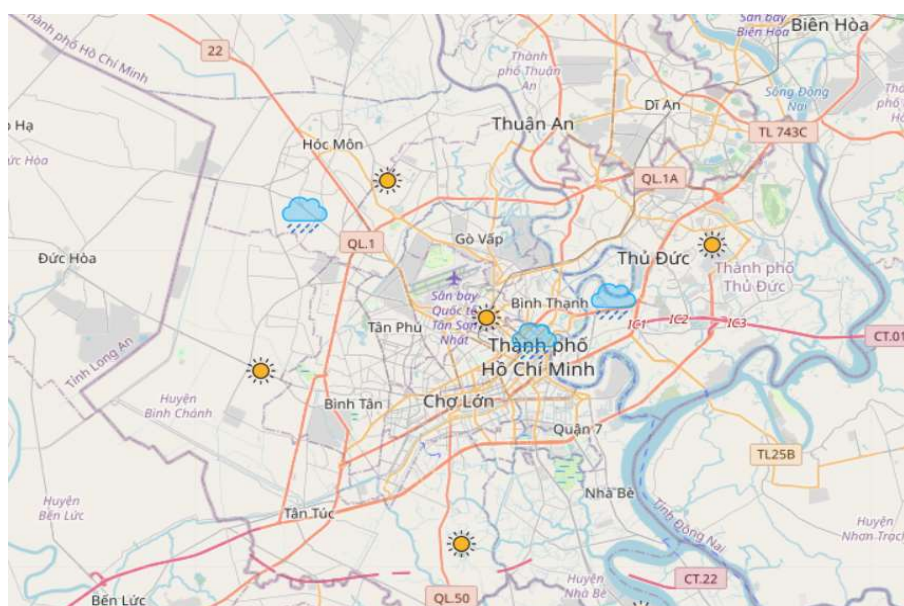 Thành phố Hồ Chí Minh
22
Sân bay
Biên Hòa
Biên Hòa
Thành
phố Thuận
An
Sông Đồng
Nai
Dĩ An
Thuận An
TL 743C
Hóc Môn
QL.1A
QL.1
Gò Vấp
Đức Hòa
Thủ Đức
Thành phố
Thủ Đức
Sân bay
Quốc tế
Tân Sơn
Nhất
Bình Thạnh
Tân Phú
IC1
IC2
IC3
CT.01
Thành phố
Hồ Chí Minh
Tỉnh Long An
Huyện
Bình Chánh
Bình Tân
Chợ Lớn
Quận 7
TL25B
Nhà Bè
Huyện
Bến Lức
Tân Túc
Tỉnh Đồng Nai
Huyện
Nhơn Trạch
Huyện
Nhà Bè
CT.22
QL.50
Bến Lức